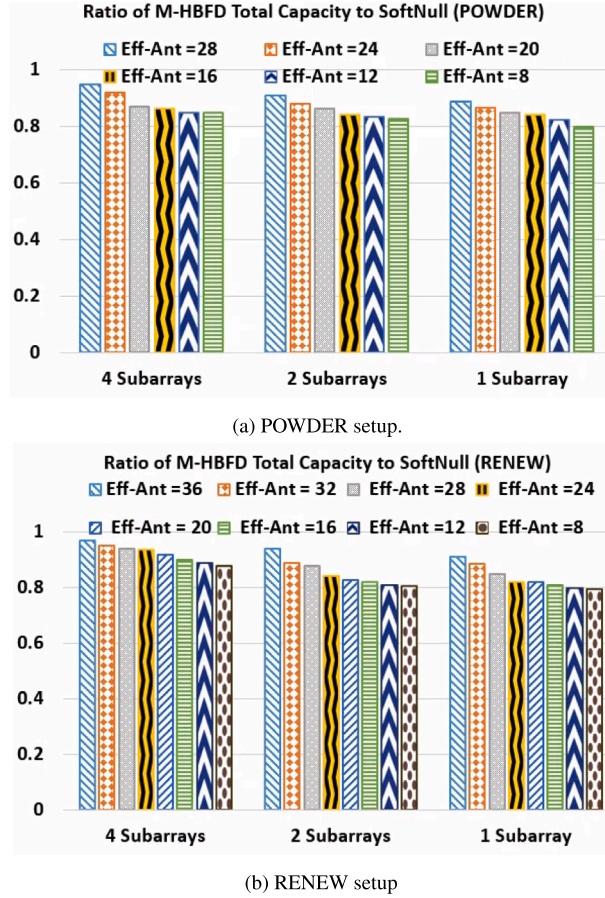 Ratio of M-HBFD Total Capacity to SoftNull (POWDER)
Eff-Ant =28 Eff-Ant =24 Eff-Ant =20
Eff-Ant =16 Eff-Ant =12 Eff-Ant =8
1
0.8
0.6
0.4
0.2
0
4 Subarrays 2 Subarrays 1 Subarray
(a) POWDER setup.
Ratio of M-HBFD Total Capacity to SoftNull (RENEW)
Eff-Ant =36 Eff-Ant = 32 Eff-Ant =28 Eff-Ant =24
Eff-Ant = 20 Eff-Ant =16 Eff-Ant =12 Eff-Ant =8
1
0.8
0.6
0.4
0.2
0
4 Subarrays 2 Subarrays 1 Subarray
(b) RENEW setup